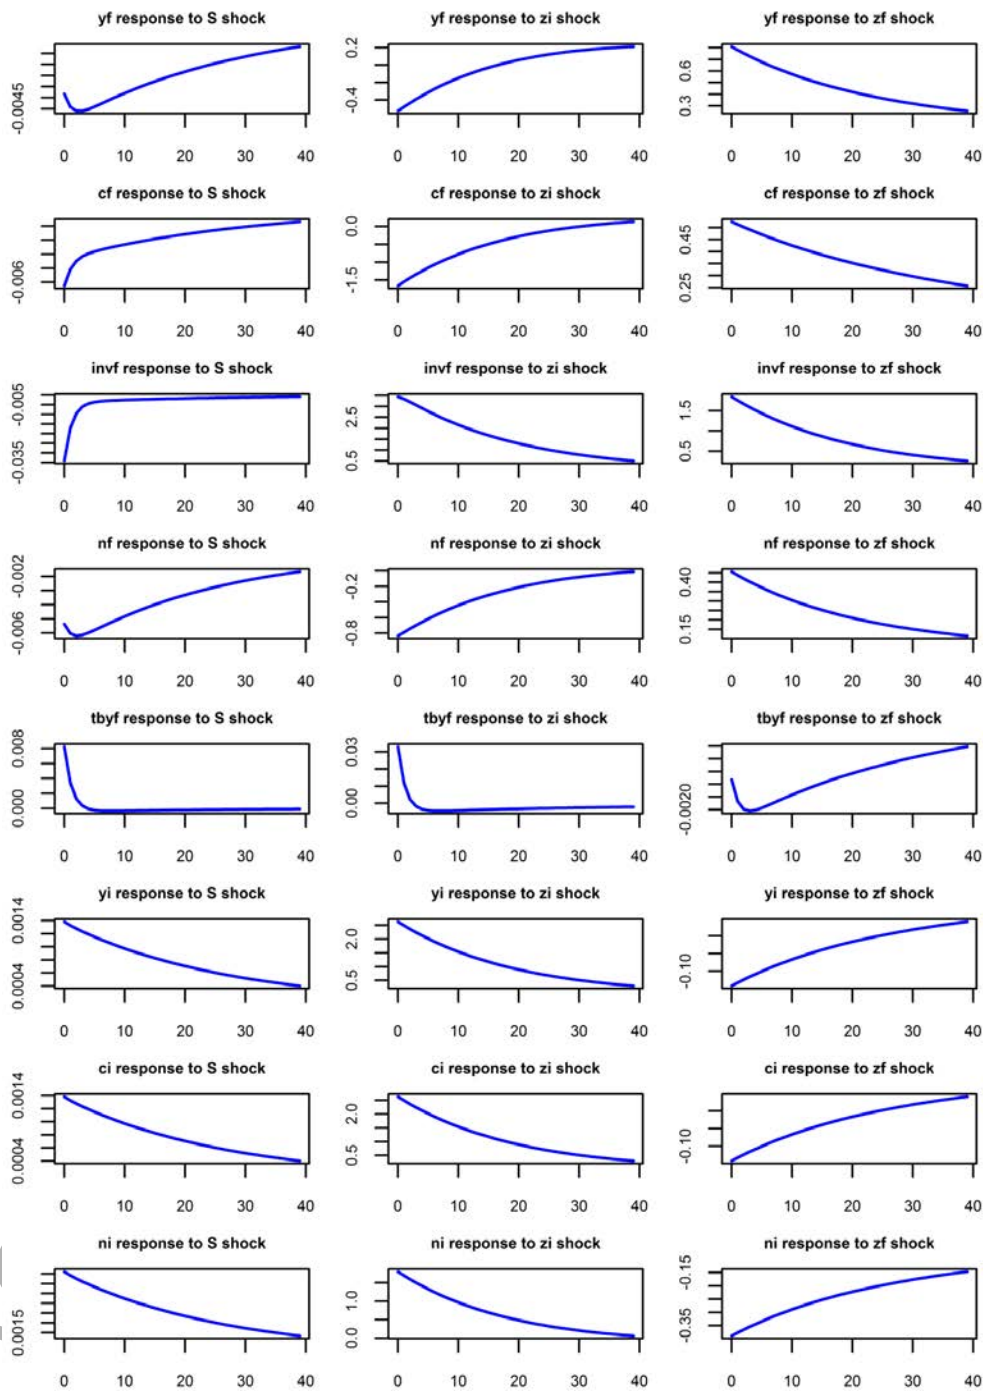 yf response to S shock yf response to zi shock yf response to zf shock
-0.0045 -0.4 0.2 0.3 0.6
0 10 20 30 40 0 10 20 30 40 0 10 20 30 40
cf response to S shock cf response to zi shock cf response to zf shock
-0.006 -1.5 0.0 0.25 0.45
0 10 20 30 40 0 10 20 30 40 0 10 20 30 40
invf response to S shock invf response to zi shock invf response to zf shock
-0.035 -0.005 0.5 2.5 0.5 1.5
0 10 20 30 40 0 10 20 30 40 0 10 20 30 40
nf response to S shock nf response to zi shock nf response to zf shock
-0.006 -0.002 -0.8 -0.2 0.15 0.40
0 10 20 30 40 0 10 20 30 40 0 10 20 30 40
tbyf response to S shock tbyf response to zi shock tbyf response to zf shock
0.000 0.008 0.00 0.03 -0.0020
0 10 20 30 40 0 10 20 30 40 0 10 20 30 40
yi response to S shock yi response to zi shock yi response to zf shock
0.0004 0.0014 0.5 2.0 -0.10
0 10 20 30 40 0 10 20 30 40 0 10 20 30 40
ci response to S shock ci response to zi shock ci response to zf shock
0.0004 0.0014 0.5 2.0 -0.10
0 10 20 30 40 0 10 20 30 40 0 10 20 30 40
ni response to S shock ni response to zi shock ni response to zf shock
0.0015 0.0 1.0 -0.35 -0.15
0 10 20 30 40 0 10 20 30 40 0 10 20 30 40